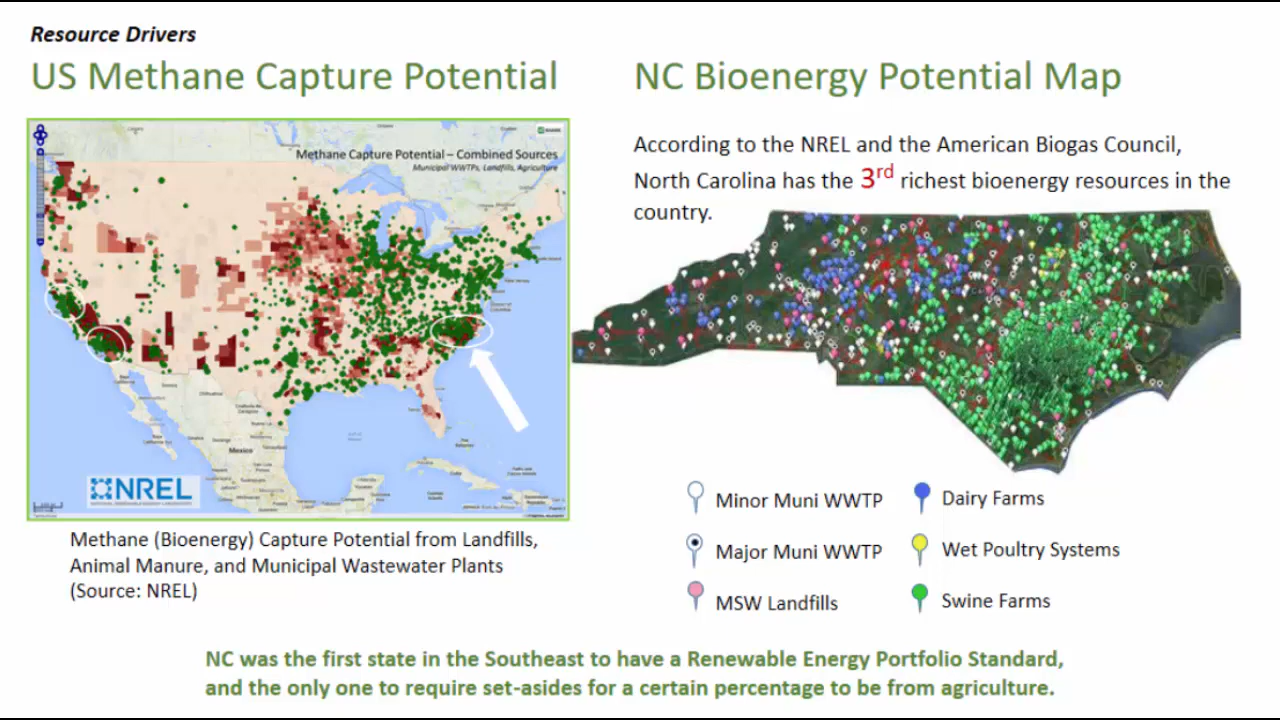 Resource Drivers
US Methane Capture Potential
NC Bioenergy Potential Map
Methane Capture Potential – Combined Sources
Municipal WWTPs, Landfills, Agriculture
Mexico
NREL
According to the NREL and the American Biogas Council,
North Carolina has the 3rd richest bioenergy resources in the
country.
Methane (Bioenergy) Capture Potential from Landfills,
Animal Manure, and Municipal Wastewater Plants
(Source: NREL)
Minor Muni WWTP
Dairy Farms
Major Muni WWTP
Wet Poultry Systems
MSW Landfills
Swine Farms
NC was the first state in the Southeast to have a Renewable Energy Portfolio Standard,
and the only one to require set-asides for a certain percentage to be from agriculture.